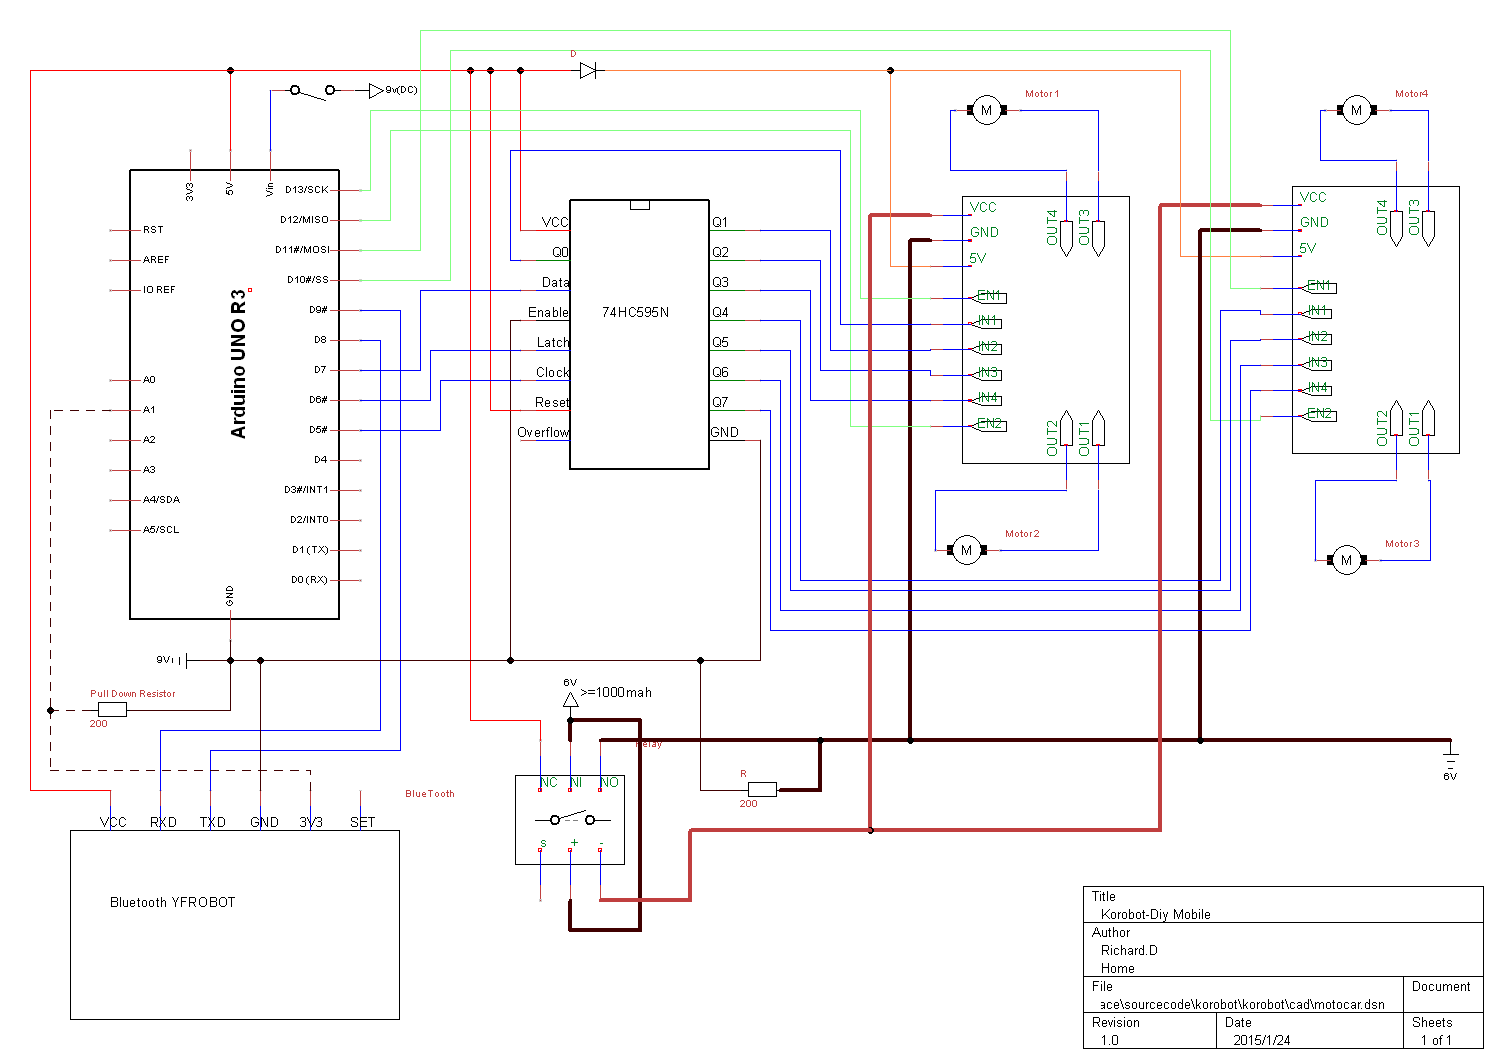 D
9v(DC)
Motor1
Motor4
M
M
3V3
5V
Vin
D13/SCK
D12/MISO
D11#/MOSI
D10#/SS
D9#
D8
D7
D6#
D5#
D4
D3#/INT1
D2/INT0
D1(TX)
D0(RX)
RST
AREF
IO REF
A0
A1
A2
A3
A4/SDA
A5/SCL
GND
Arduino UNO R3
VCC
Q0
Data
Enable
Latch
Clock
Reset
Overflow
74HC595N
Q1
Q2
Q3
Q4
Q5
Q6
Q7
GND
VCC
GND
5V
OUT4
OUT3
EN1
IN1
IN2
IN3
IN4
EN2
OUT2
OUT1
VCC
GND
5V
OUT4
OUT3
EN1
IN1
IN2
IN3
IN4
EN2
OUT2
OUT1
Motor2
M
Motor3
M
9V
Pull Down Resistor
200
6V
>=1000mah
Relay
NC
NI
NO
S
+
-
R
200
6V
BlueTooth
VCC
RXD
TXD
GND
3V3
SET
Bluetooth YFROBOT
Title
Korobot-Diy Mobile
Author
Richard.D
Home
File
Document
ace\sourcecode\korobot\korobot\cad\motocar.dsn
Revision
Date
Sheets
1.0
2015/1/24
1 of 1